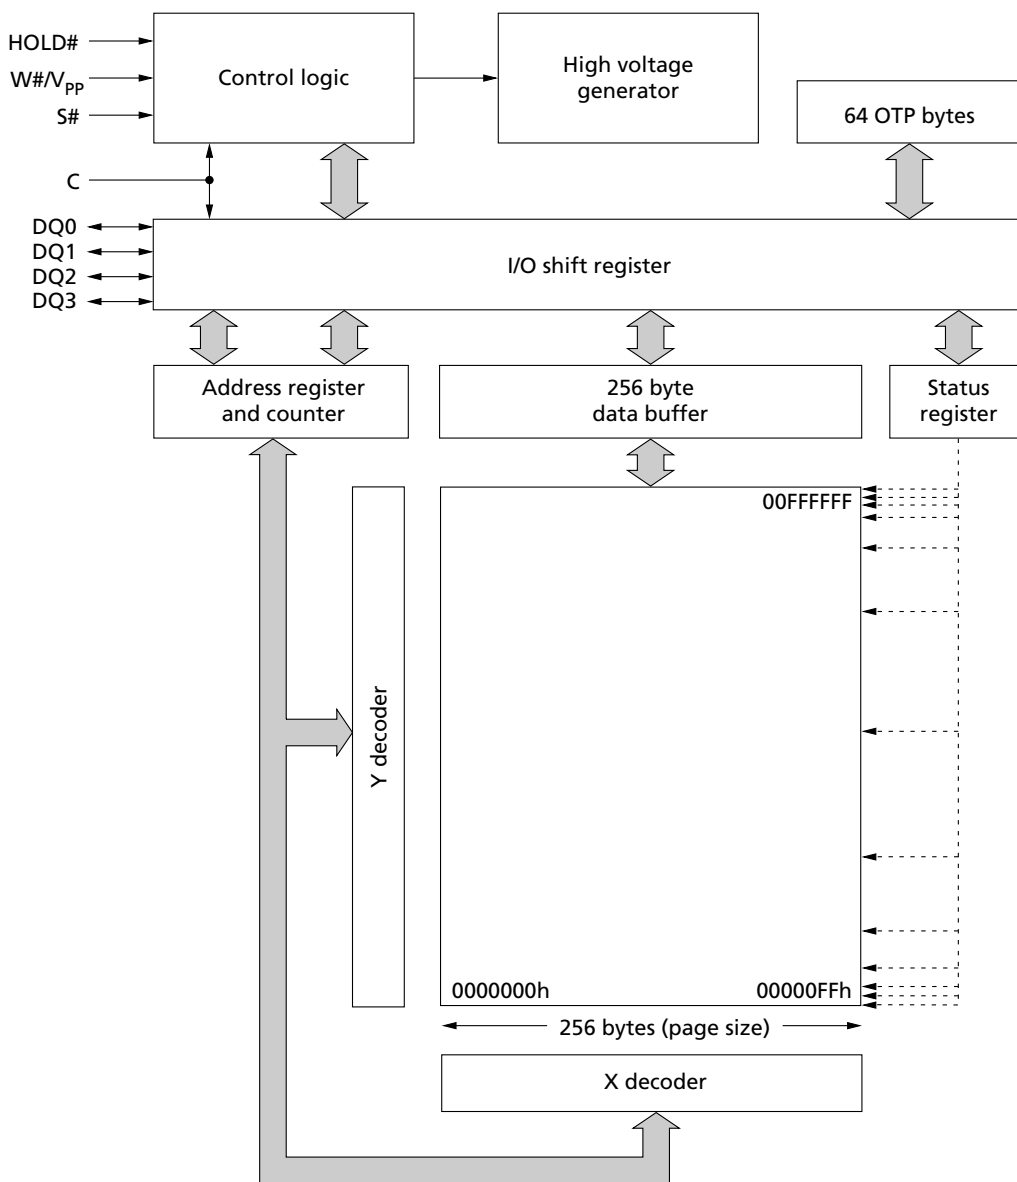 HOLD#
W#/VPP
S#
Control logic
High voltage
generator
64 OTP bytes
C
DQ0
DQ1
DQ2
DQ3
I/O shift register
Address register
and counter
256 byte
data buffer
Status
register
00FFFFFF
Y decoder
0000000h
00000FFh
256 bytes (page size)
X decoder